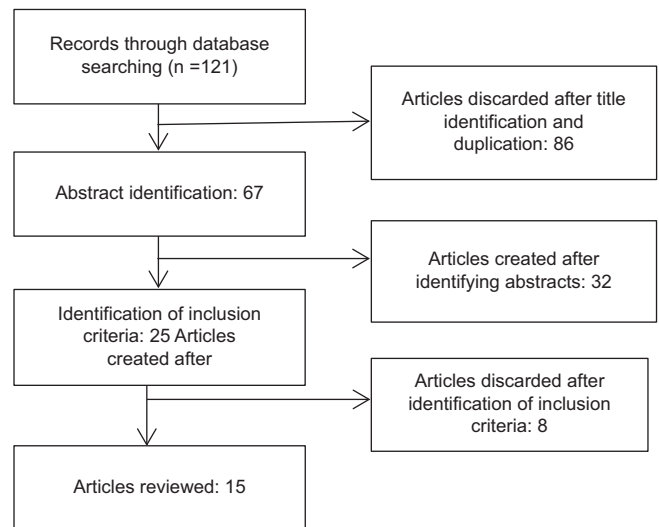 Records through database
searching (n =121)
Articles discarded after title
identification and
duplication: 86
Abstract identification: 67
Articles created after
identifying abstracts: 32
Identification of inclusion
criteria: 25 Articles
created after
Articles discarded after
identification of inclusion
criteria: 8
Articles reviewed: 15